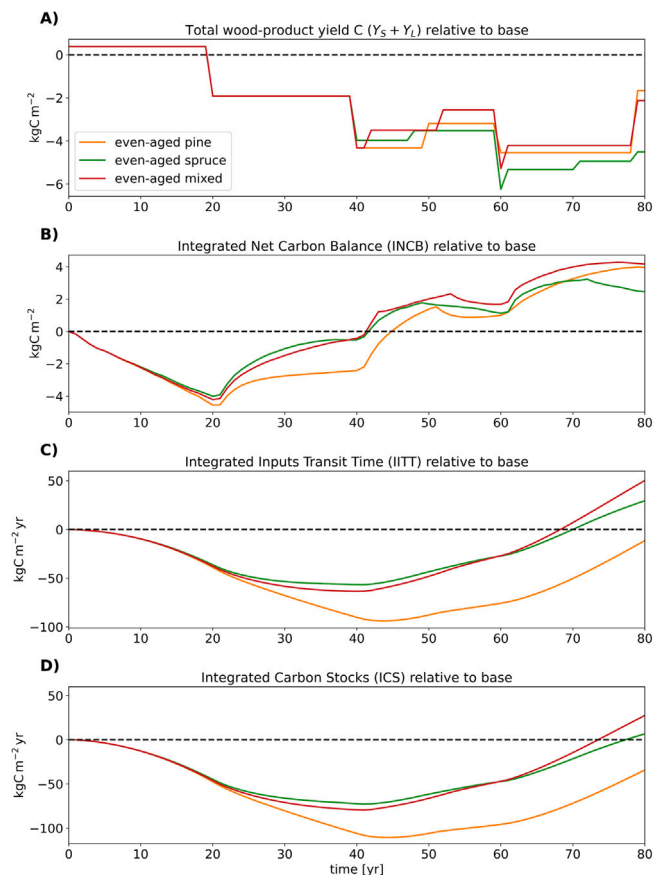 A)
Total wood-product yield C (Y_S + Y_L) relative to base
0
−2
−4
−6
kgC m⁻²
even-aged pine
even-aged spruce
even-aged mixed
0 10 20 30 40 50 60 70 80
B)
Integrated Net Carbon Balance (INCB) relative to base
4
2
0
−2
−4
kgC m⁻²
0 10 20 30 40 50 60 70 80
C)
Integrated Inputs Transit Time (IITT) relative to base
50
0
−50
−100
kgC m⁻² yr
0 10 20 30 40 50 60 70 80
D)
Integrated Carbon Stocks (ICS) relative to base
50
0
−50
−100
kgC m⁻² yr
0 10 20 30 40 50 60 70 80
time [yr]